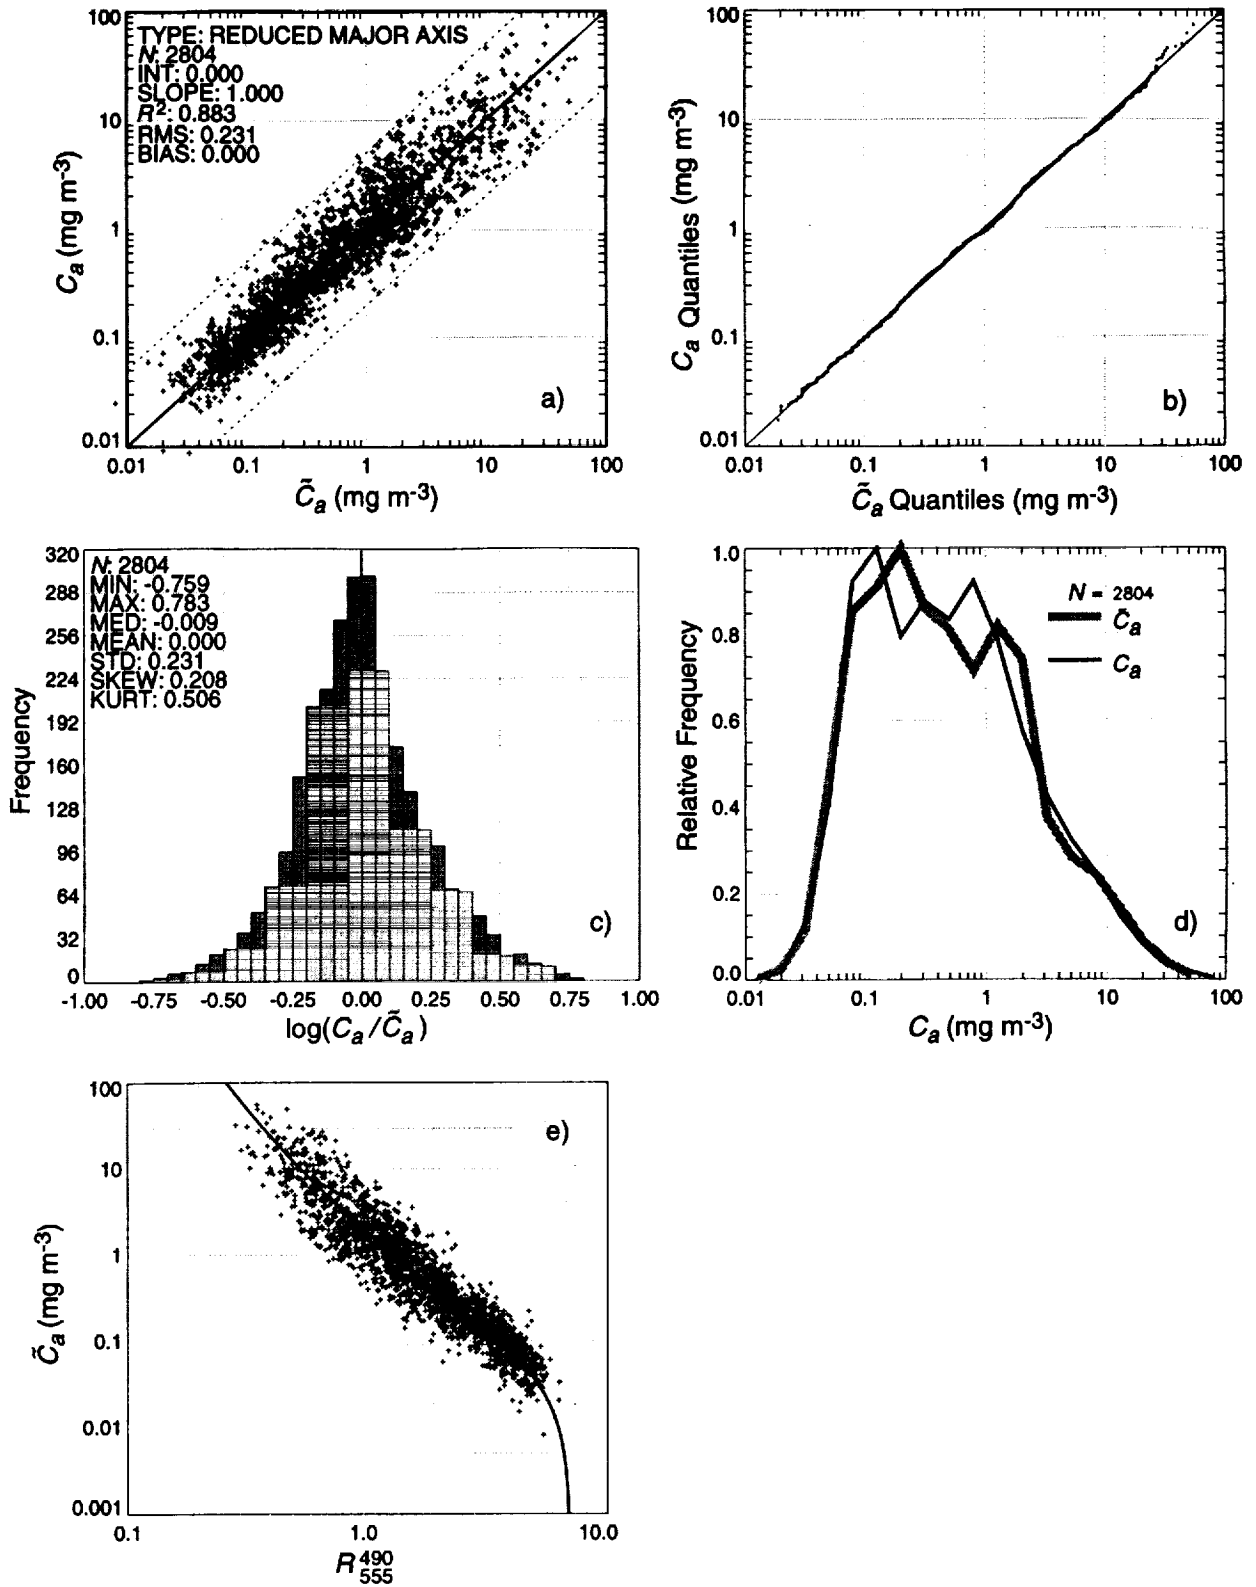 TYPE: REDUCED MAJOR AXIS
N: 2804
INT: 0.000
SLOPE: 1.000
R²: 0.883
RMS: 0.231
BIAS: 0.000
100
10
1
0.1
0.01
Cₐ (mg m⁻³)
a)
0.01 0.1 1 10 100
C̃ₐ (mg m⁻³)
100
10
1
0.1
0.01
Cₐ Quantiles (mg m⁻³)
b)
0.01 0.1 1 10 100
C̃ₐ Quantiles (mg m⁻³)
320
288
256
224
192
160
128
96
64
32
0
Frequency
N: 2804
MIN: -0.759
MAX: 0.783
MED: -0.009
MEAN: 0.000
STD: 0.231
SKEW: 0.208
KURT: 0.506
c)
-1.00 -0.75 -0.50 -0.25 0.00 0.25 0.50 0.75 1.00
log(Cₐ/C̃ₐ)
1.0
0.8
0.6
0.4
0.2
0.0
Relative Frequency
N = 2804
C̃ₐ
Cₐ
d)
0.01 0.1 1 10 100
Cₐ (mg m⁻³)
100
10
1
0.1
0.01
0.001
C̃ₐ (mg m⁻³)
e)
0.1 1.0 10.0
R⁴⁹⁰₅₅₅